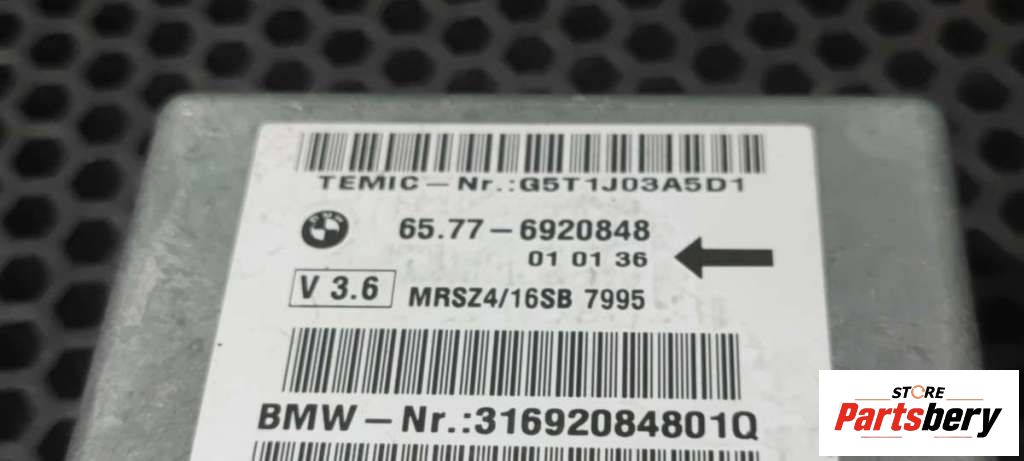 TEMIC-Nr.:G5T1J03A5D1
65.77-6920848
01 01 36
V 3.6
MRSZ4/16SB 7995
BMW-Nr.:31692084801Q
STORE
Partsbery